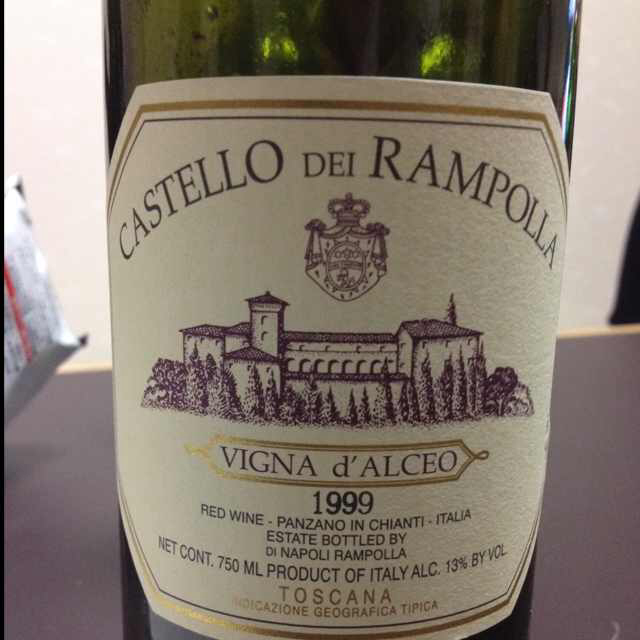 CASTELLO DEI RAMPOLLA
VIGNA d'ALCEO
1999
RED WINE - PANZANO IN CHIANTI - ITALIA
ESTATE BOTTLED BY
DI NAPOLI RAMPOLLA
NET CONT. 750 ML PRODUCT OF ITALY ALC. 13% BY VOL
TOSCANA
INDICAZIONE GEOGRAFICA TIPICA